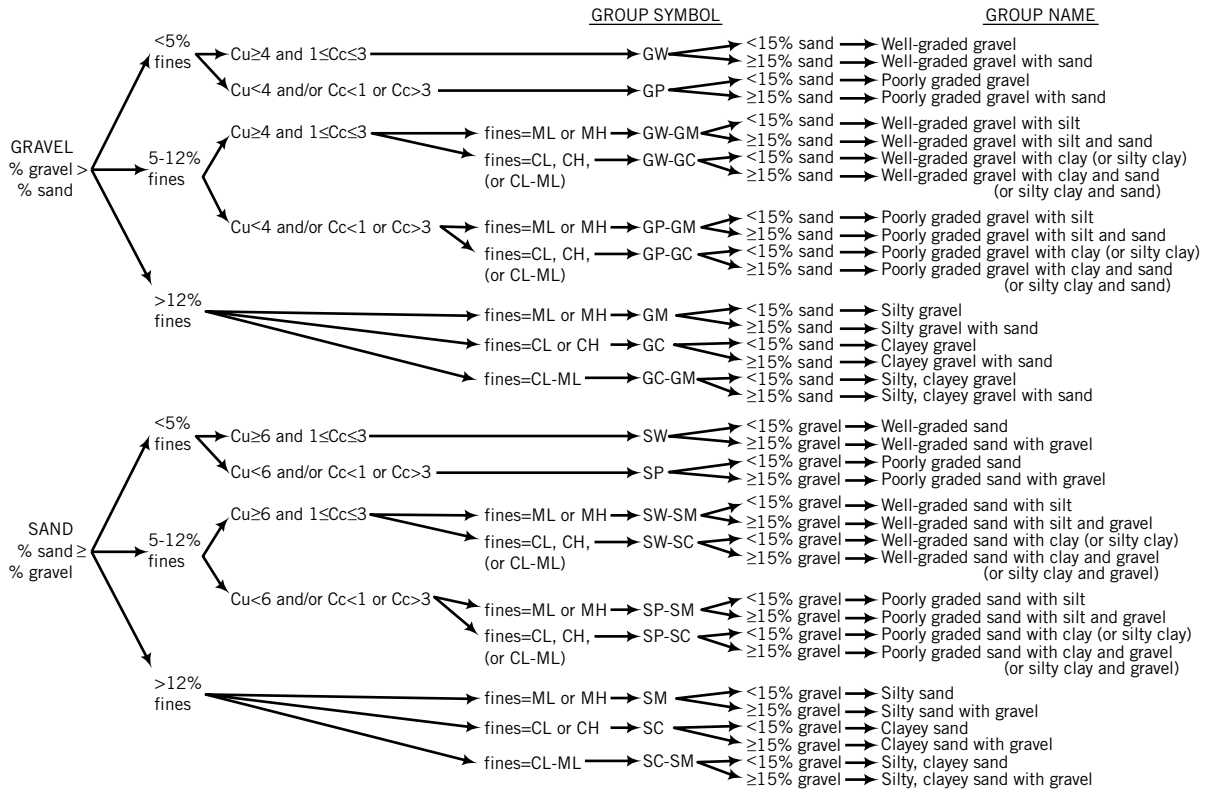 GROUP SYMBOL GROUP NAME
<5% fines Cu≥4 and 1≤Cc≤3 GW <15% sand Well-graded gravel
≥15% sand Well-graded gravel with sand
Cu<4 and/or Cc<1 or Cc>3 GP <15% sand Poorly graded gravel
≥15% sand Poorly graded gravel with sand
GRAVEL
% gravel >
% sand
5-12% fines Cu≥4 and 1≤Cc≤3 fines=ML or MH GW-GM <15% sand Well-graded gravel with silt
≥15% sand Well-graded gravel with silt and sand
fines=CL, CH, (or CL-ML) GW-GC <15% sand Well-graded gravel with clay (or silty clay)
≥15% sand Well-graded gravel with clay and sand
(or silty clay and sand)
Cu<4 and/or Cc<1 or Cc>3 fines=ML or MH GP-GM <15% sand Poorly graded gravel with silt
≥15% sand Poorly graded gravel with silt and sand
fines=CL, CH, (or CL-ML) GP-GC <15% sand Poorly graded gravel with clay (or silty clay)
≥15% sand Poorly graded gravel with clay and sand
(or silty clay and sand)
>12% fines fines=ML or MH GM <15% sand Silty gravel
≥15% sand Silty gravel with sand
fines=CL or CH GC <15% sand Clayey gravel
≥15% sand Clayey gravel with sand
fines=CL-ML GC-GM <15% sand Silty, clayey gravel
≥15% sand Silty, clayey gravel with sand
<5% fines Cu≥6 and 1≤Cc≤3 SW <15% gravel Well-graded sand
≥15% gravel Well-graded sand with gravel
Cu<6 and/or Cc<1 or Cc>3 SP <15% gravel Poorly graded sand
≥15% gravel Poorly graded sand with gravel
SAND
% sand ≥
% gravel
5-12% fines Cu≥6 and 1≤Cc≤3 fines=ML or MH SW-SM <15% gravel Well-graded sand with silt
≥15% gravel Well-graded sand with silt and gravel
fines=CL, CH, (or CL-ML) SW-SC <15% gravel Well-graded sand with clay (or silty clay)
≥15% gravel Well-graded sand with clay and gravel
(or silty clay and gravel)
Cu<6 and/or Cc<1 or Cc>3 fines=ML or MH SP-SM <15% gravel Poorly graded sand with silt
≥15% gravel Poorly graded sand with silt and gravel
fines=CL, CH, (or CL-ML) SP-SC <15% gravel Poorly graded sand with clay (or silty clay)
≥15% gravel Poorly graded sand with clay and gravel
(or silty clay and gravel)
>12% fines fines=ML or MH SM <15% gravel Silty sand
≥15% gravel Silty sand with gravel
fines=CL or CH SC <15% gravel Clayey sand
≥15% gravel Clayey sand with gravel
fines=CL-ML SC-SM <15% gravel Silty, clayey sand
≥15% gravel Silty, clayey sand with gravel